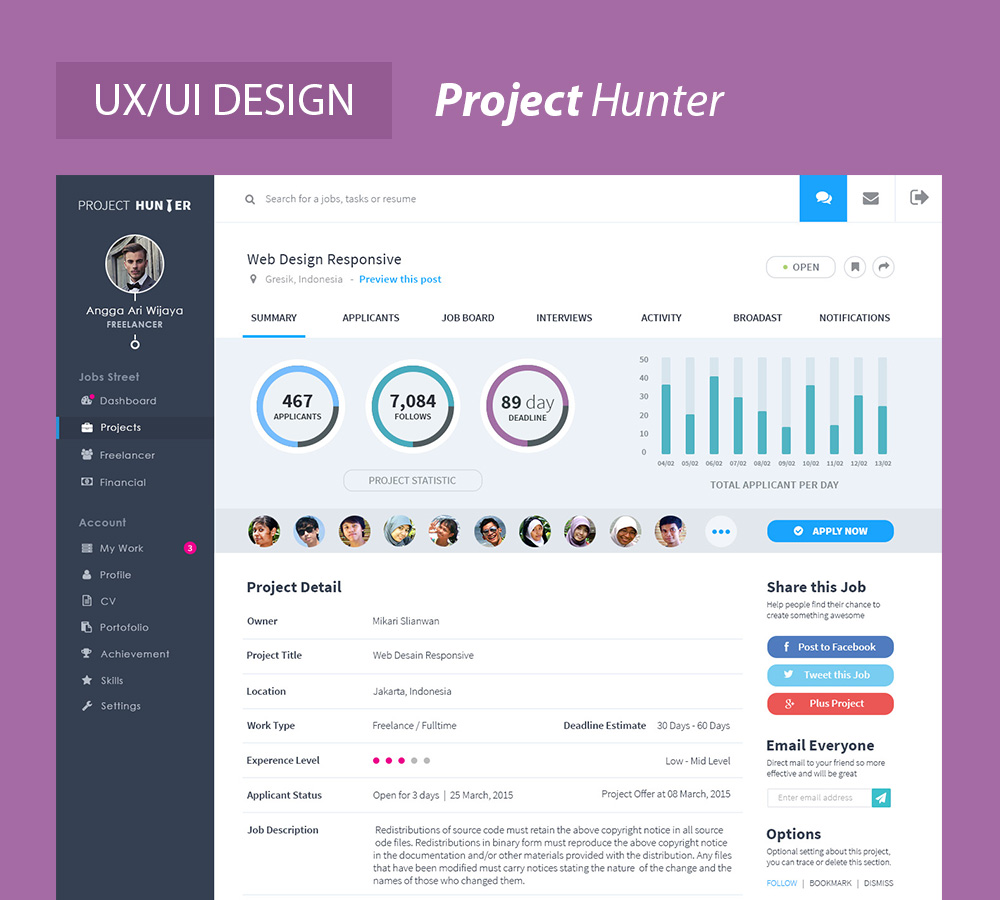 UX/UI DESIGN
Project Hunter
PROJECT HUNTER
Angga Ari Wijaya
FREELANCER
Jobs Street
Dashboard
Projects
Freelancer
Financial
Account
My Work 3
Profile
CV
Portofolio
Achievement
Skills
Settings
Search for a jobs, tasks or resume
Web Design Responsive
Gresik, Indonesia - Preview this post
OPEN
SUMMARY APPLICANTS JOB BOARD INTERVIEWS ACTIVITY BROADAST NOTIFICATIONS
467
APPLICANTS
7,084
FOLLOWS
89 day
DEADLINE
PROJECT STATISTIC
50
40
30
20
10
0
04/02 05/02 06/02 07/02 08/02 09/02 10/02 11/02 12/02 13/02
TOTAL APPLICANT PER DAY
APPLY NOW
Project Detail
Owner Mikari Slianwan
Project Title Web Desain Responsive
Location Jakarta, Indonesia
Work Type Freelance / Fulltime Deadline Estimate 30 Days - 60 Days
Experence Level Low - Mid Level
Applicant Status Open for 3 days | 25 March, 2015 Project Offer at 08 March, 2015
Job Description Redistributions of source code must retain the above copyright notice in all source
ode files. Redistributions in binary form must reproduce the above copyright notice
in the documentation and/or other materials provided with the distribution. Any files
that have been modified must carry notices stating the nature of the change and the
names of those who changed them.
Share this Job
Help people find their chance to
create something awesome
f Post to Facebook
Tweet this Job
g+ Plus Project
Email Everyone
Direct mail to your friend so more
effective and will be great
Enter email address
Options
Optional setting about this project,
you can trace or delete this section.
FOLLOW | BOOKMARK | DISMISS